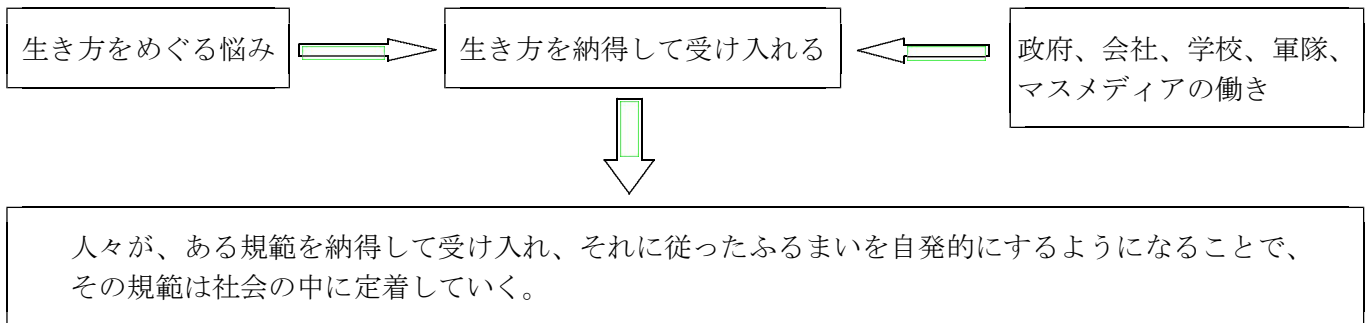 生き方をめぐる悩み
生き方を納得して受け入れる
政府、会社、学校、軍隊、
マスメディアの働き
人々が、ある規範を納得して受け入れ、それに従ったふるまいを自発的にするようになることで、
その規範は社会の中に定着していく。